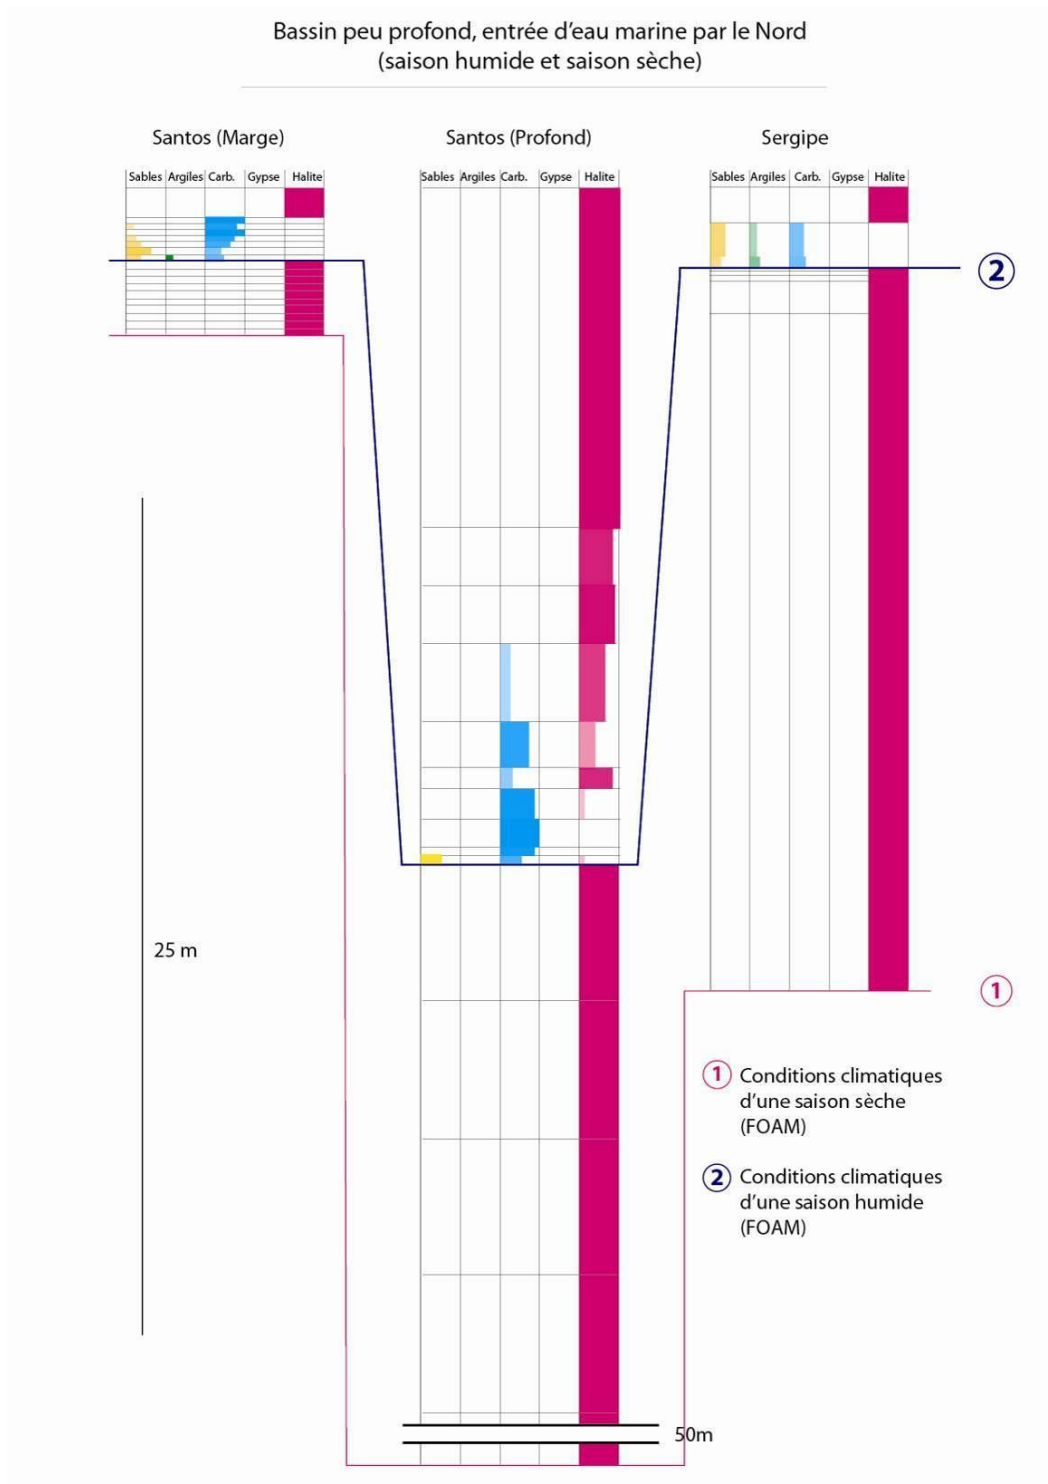 Bassin peu profond, entrée d'eau marine par le Nord
(saison humide et saison sèche)
Santos (Marge)
Santos (Profond)
Sergipe
Sables Argiles Carb. Gypse Halite
Sables Argiles Carb. Gypse Halite
Sables Argiles Carb. Gypse Halite
2
25 m
1
1 Conditions climatiques
d'une saison sèche
(FOAM)
2 Conditions climatiques
d'une saison humide
(FOAM)
50m